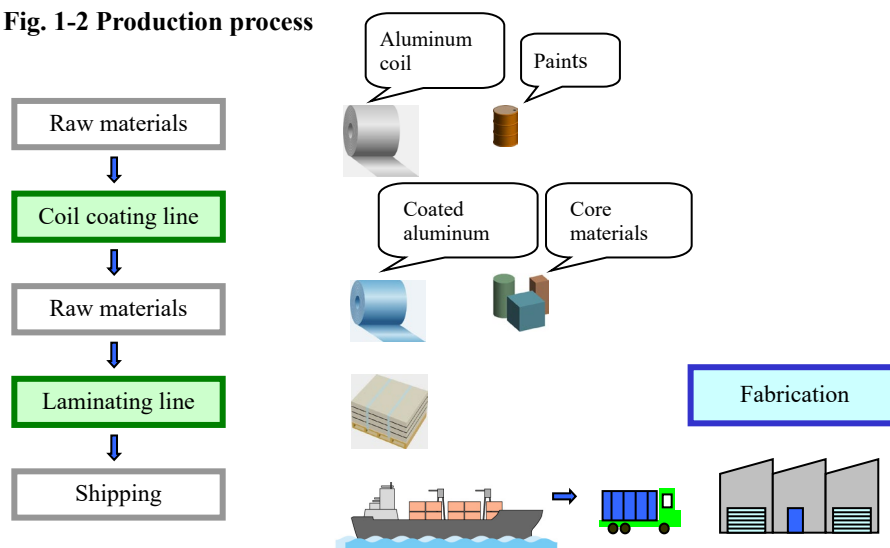 Fig. 1-2 Production process
Aluminum
coil
Paints
Raw materials
Coil coating line
Coated
aluminum
Core
materials
Raw materials
Laminating line
Fabrication
Shipping